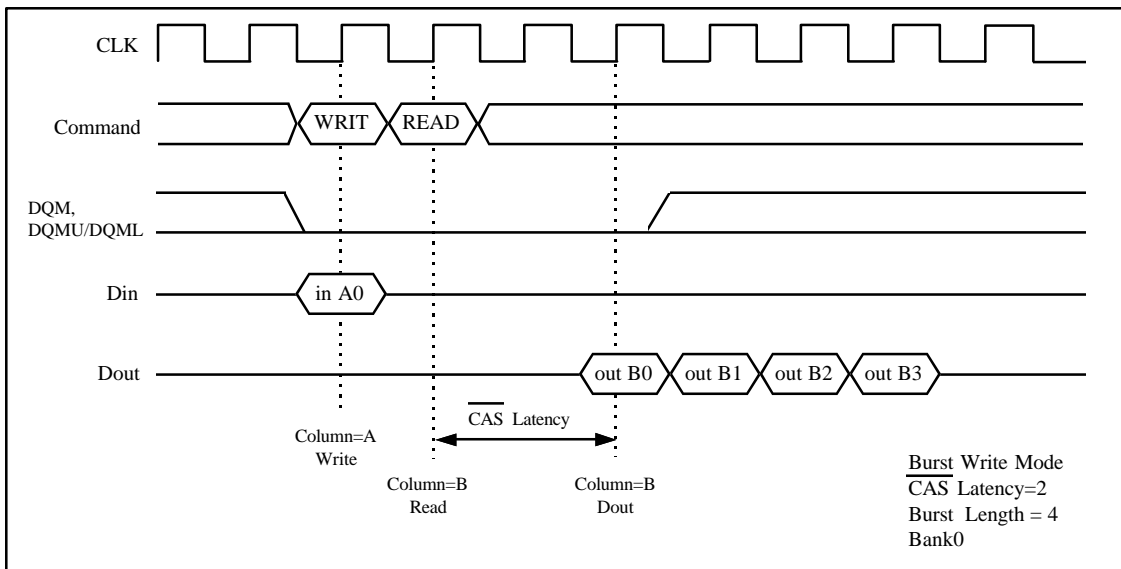 CLK
Command
WRIT
READ
DQM,
DQMU/DQML
Din
in A0
Dout
out B0
out B1
out B2
out B3
CAS Latency
Column=A
Write
Column=B
Read
Column=B
Dout
Burst Write Mode
CAS Latency=2
Burst Length = 4
Bank0